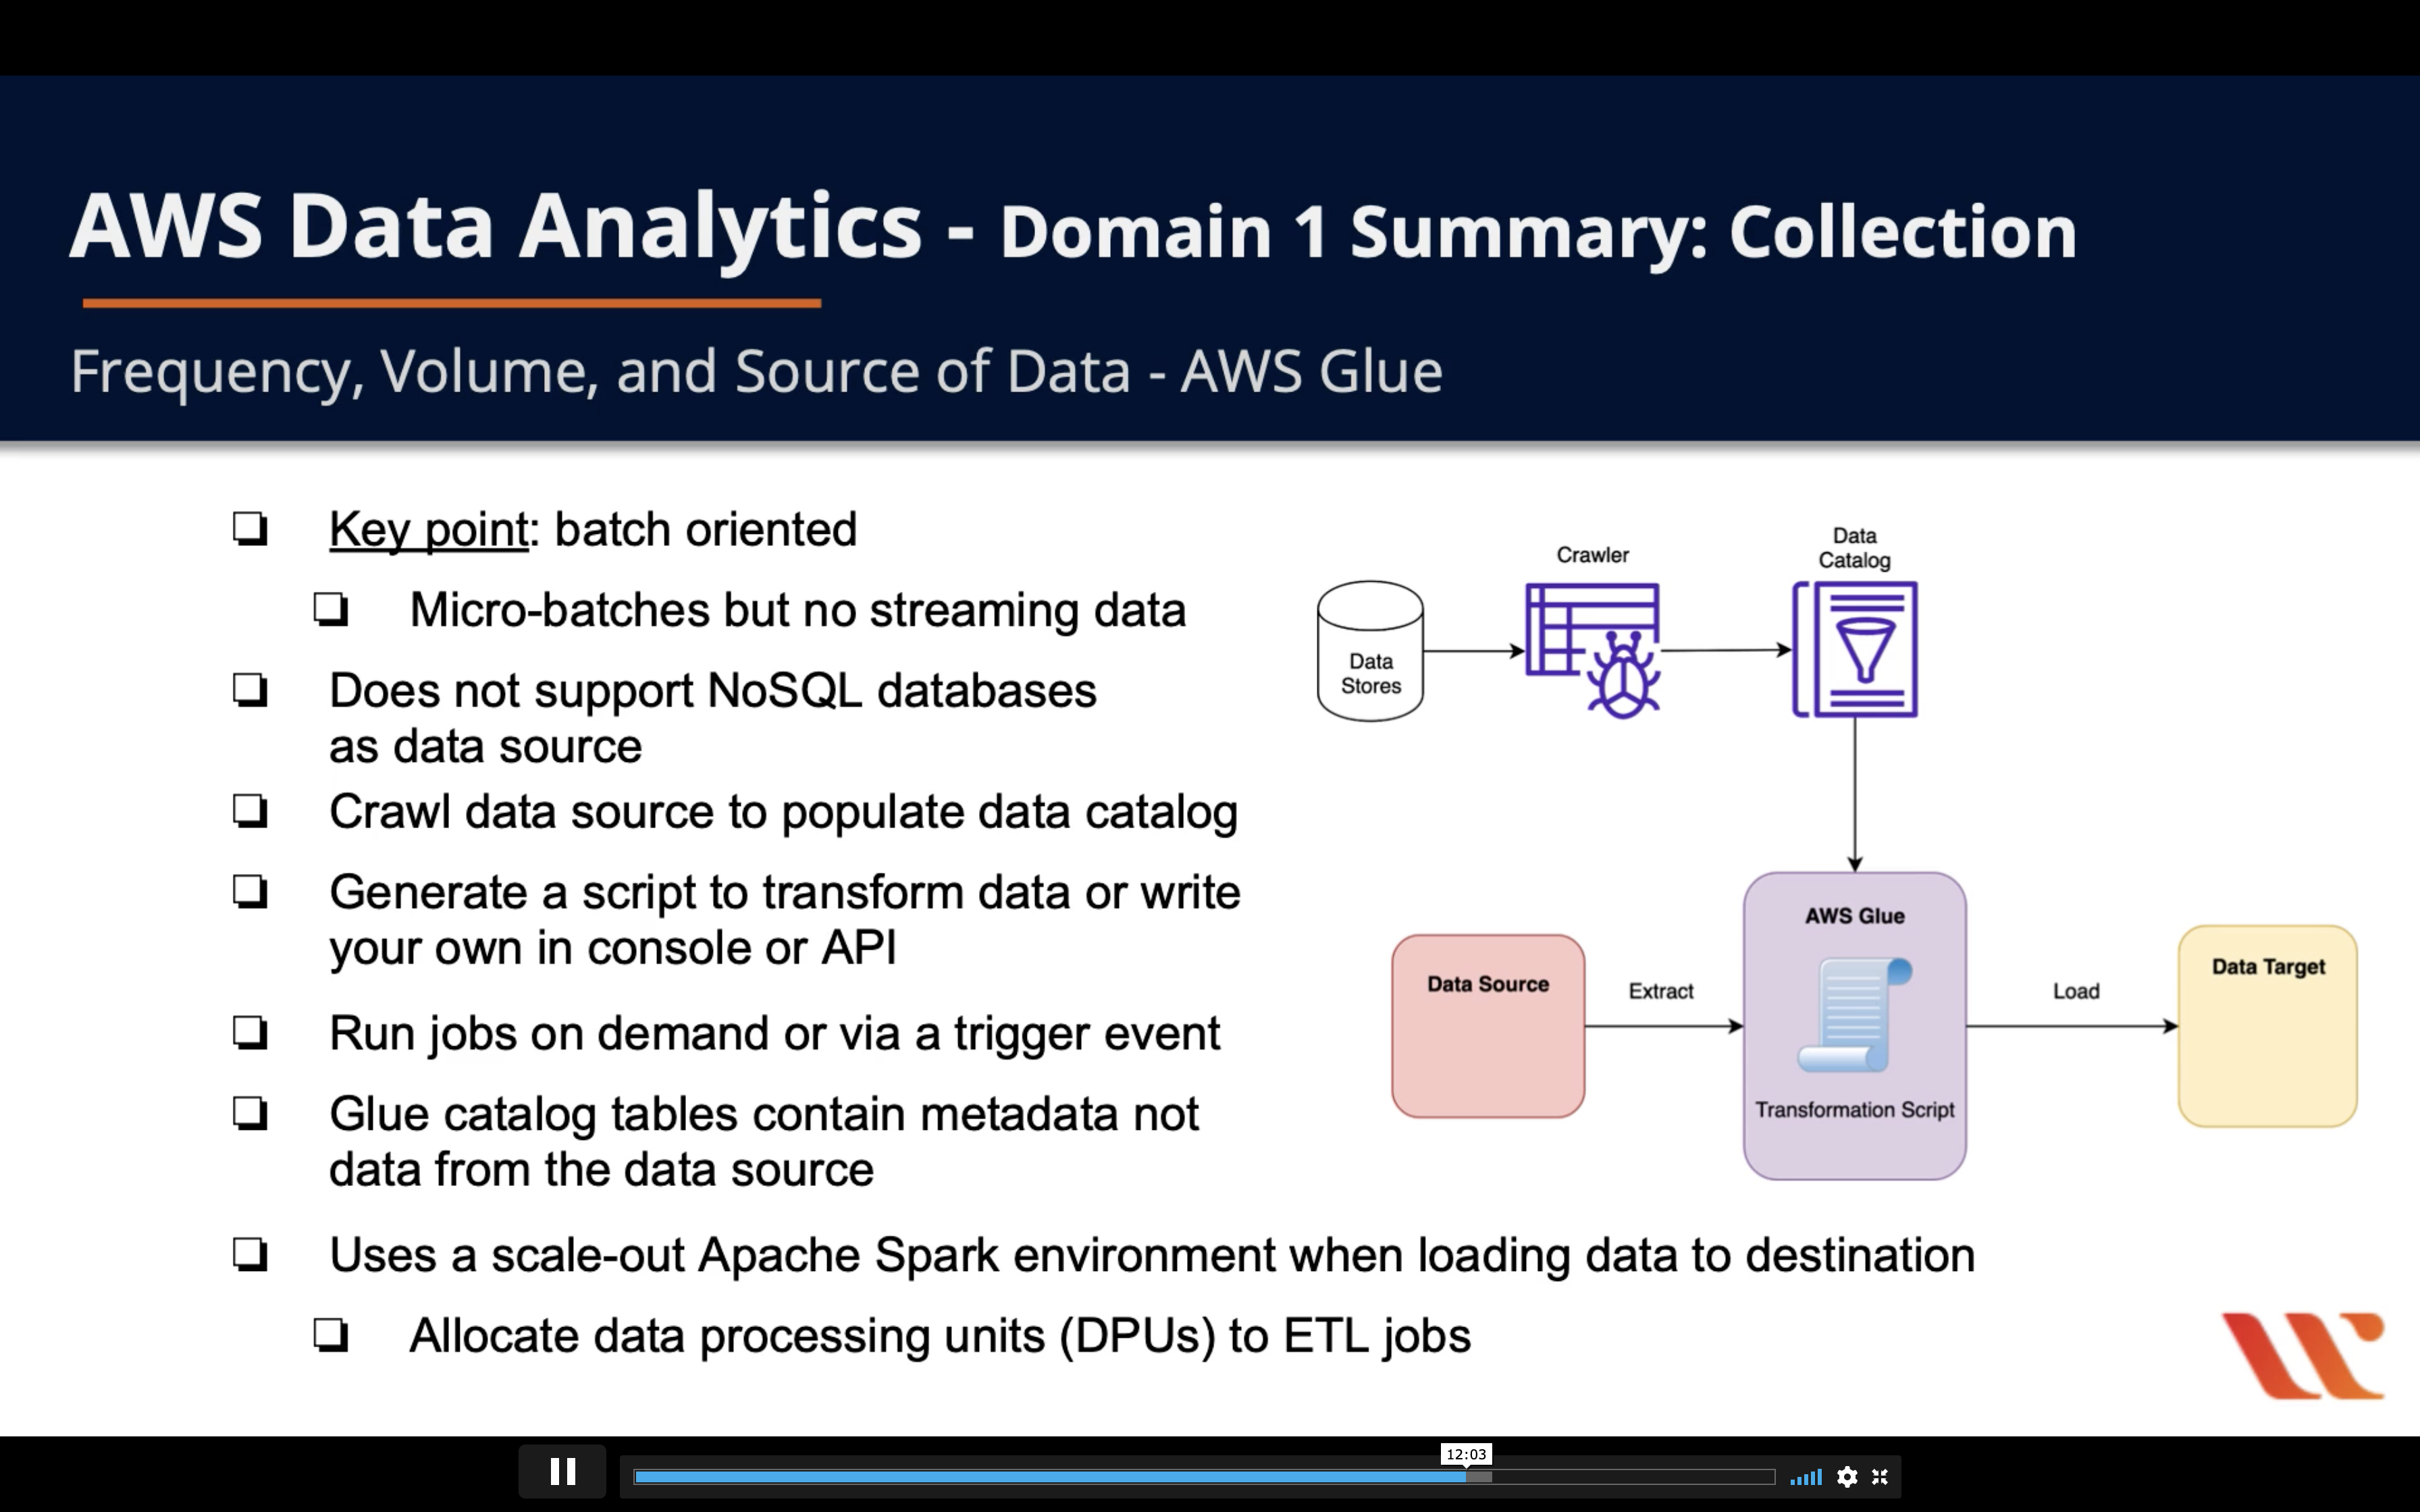 AWS Data Analytics - Domain 1 Summary: Collection
Frequency, Volume, and Source of Data - AWS Glue
Key point: batch oriented
Micro-batches but no streaming data
Does not support NoSQL databases
as data source
Crawl data source to populate data catalog
Generate a script to transform data or write
your own in console or API
Run jobs on demand or via a trigger event
Glue catalog tables contain metadata not
data from the data source
Uses a scale-out Apache Spark environment when loading data to destination
Allocate data processing units (DPUs) to ETL jobs
Data
Stores
Crawler
Data
Catalog
Data Source
Extract
AWS Glue
Transformation Script
Load
Data Target
12:03